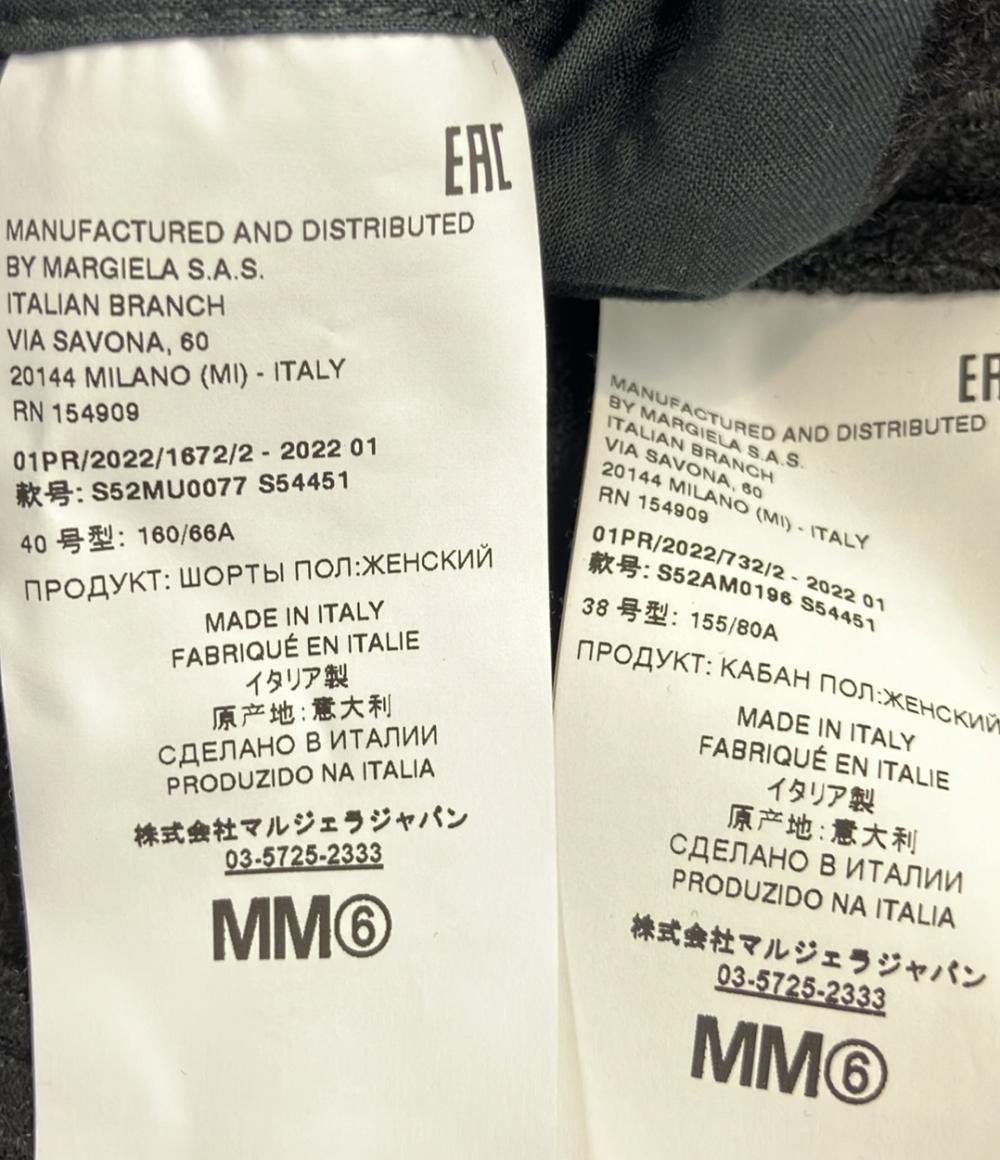 EAC
MANUFACTURED AND DISTRIBUTED
BY MARGIELA S.A.S.
ITALIAN BRANCH
VIA SAVONA, 60
20144 MILANO (MI) - ITALY
RN 154909
01PR/2022/1672/2 - 2022 01
款号: S52MU0077 S54451
40 号型: 160/66A
ПРОДУКТ: ШОРТЫ ПОЛ:ЖЕНСКИЙ
MADE IN ITALY
FABRIQUÉ EN ITALIE
イタリア製
原产地:意大利
СДЕЛАНО В ИТАЛИИ
PRODUZIDO NA ITALIA
株式会社マルジェラジャパン
03-5725-2333
MM⑥
EA
MANUFACTURED AND DISTRIBUTED
BY MARGIELA S.A.S.
ITALIAN BRANCH
VIA SAVONA, 60
20144 MILANO (MI) - ITALY
RN 154909
01PR/2022/732/2 - 2022 01
款号: S52AM0196 S54451
38 号型: 155/80A
ПРОДУКТ: КАБАН ПОЛ:ЖЕНСКИЙ
MADE IN ITALY
FABRIQUÉ EN ITALIE
イタリア製
原产地:意大利
СДЕЛАНО В ИТАЛИИ
PRODUZIDO NA ITALIA
株式会社マルジェラジャパン
03-5725-2333
MM⑥